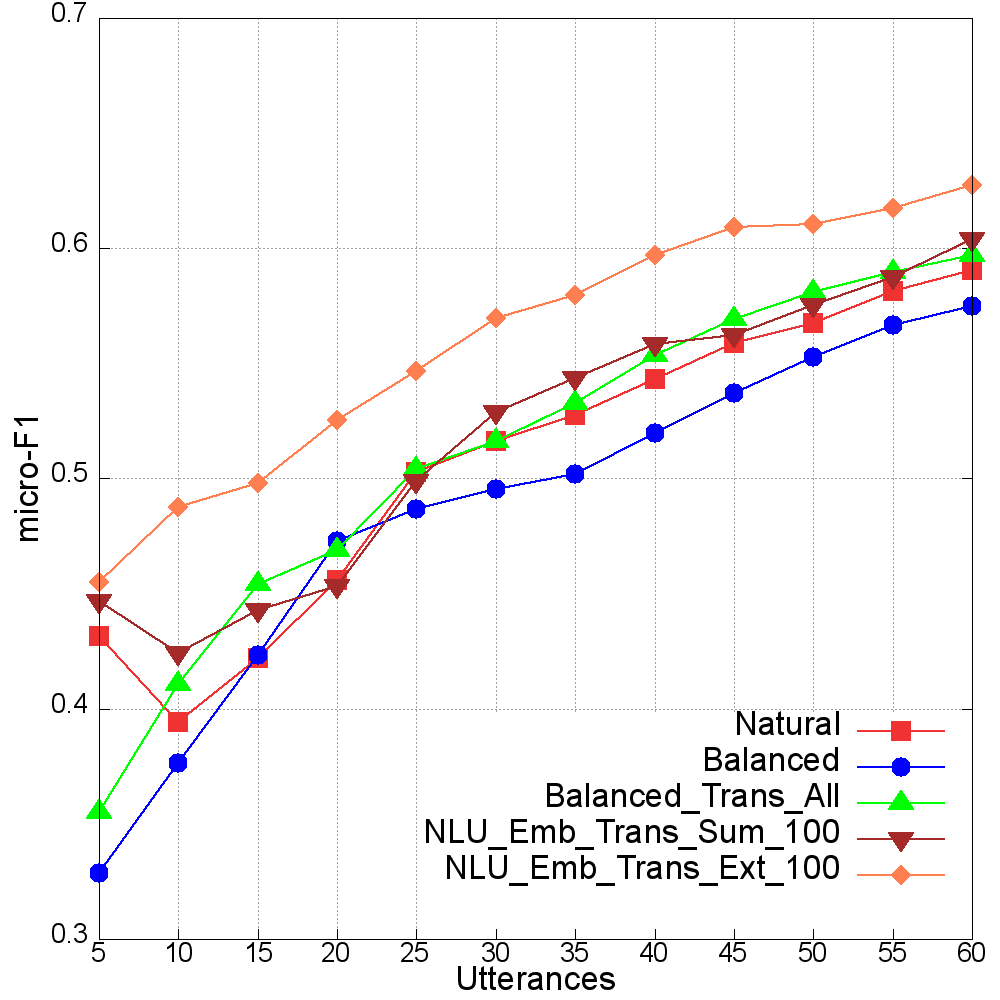 0.7
0.6
0.5
0.4
0.3
micro-F1
Natural
Balanced
Balanced_Trans_All
NLU_Emb_Trans_Sum_100
NLU_Emb_Trans_Ext_100
5 10 15 20 25 30 35 40 45 50 55 60
Utterances